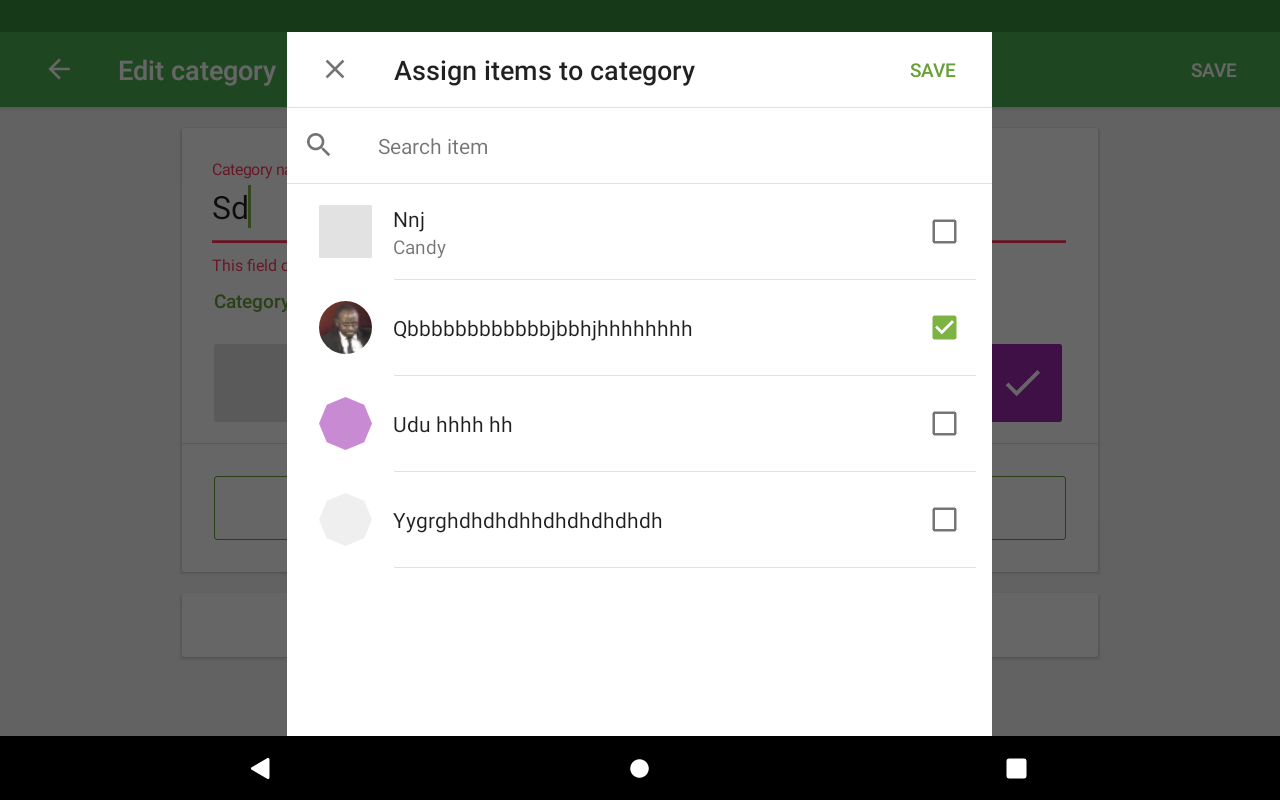 Edit category
SAVE
Assign items to category
SAVE
Search item
Category
Sd
This field
Category
Nnj
Candy
Qbbbbbbbbbbbbjbbhjhhhhhhhh
Udu hhhh hh
Yygrghdhdhdhhdhdhdhdhdh